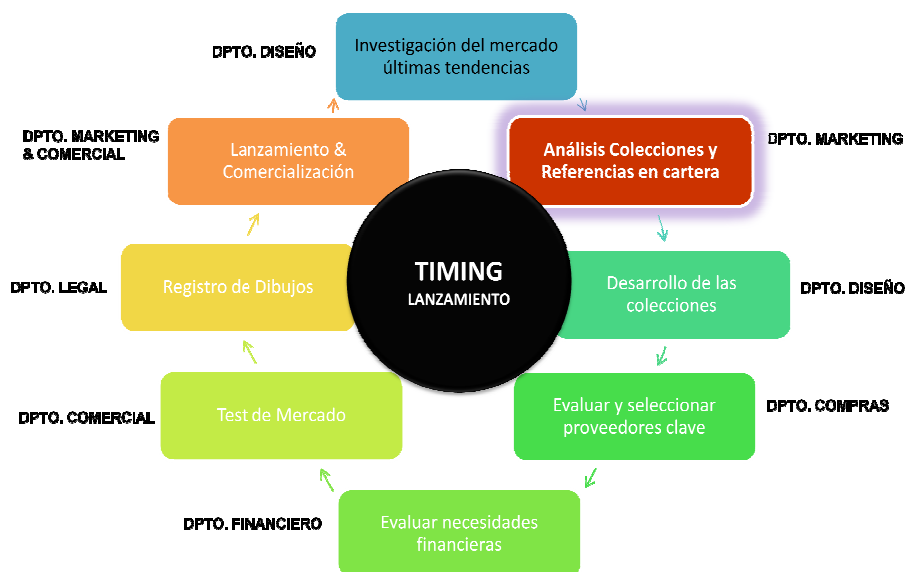 DPTO. DISEÑO
Investigación del mercado
últimas tendencias
DPTO. MARKETING
& COMERCIAL
Lanzamiento &
Comercialización
Análisis Colecciones y
Referencias en cartera
DPTO. MARKETING
TIMING
LANZAMIENTO
DPTO. LEGAL
Registro de Dibujos
Desarrollo de las
colecciones
DPTO. DISEÑO
DPTO. COMERCIAL
Test de Mercado
Evaluar y seleccionar
proveedores clave
DPTO. COMPRAS
DPTO. FINANCIERO
Evaluar necesidades
financieras